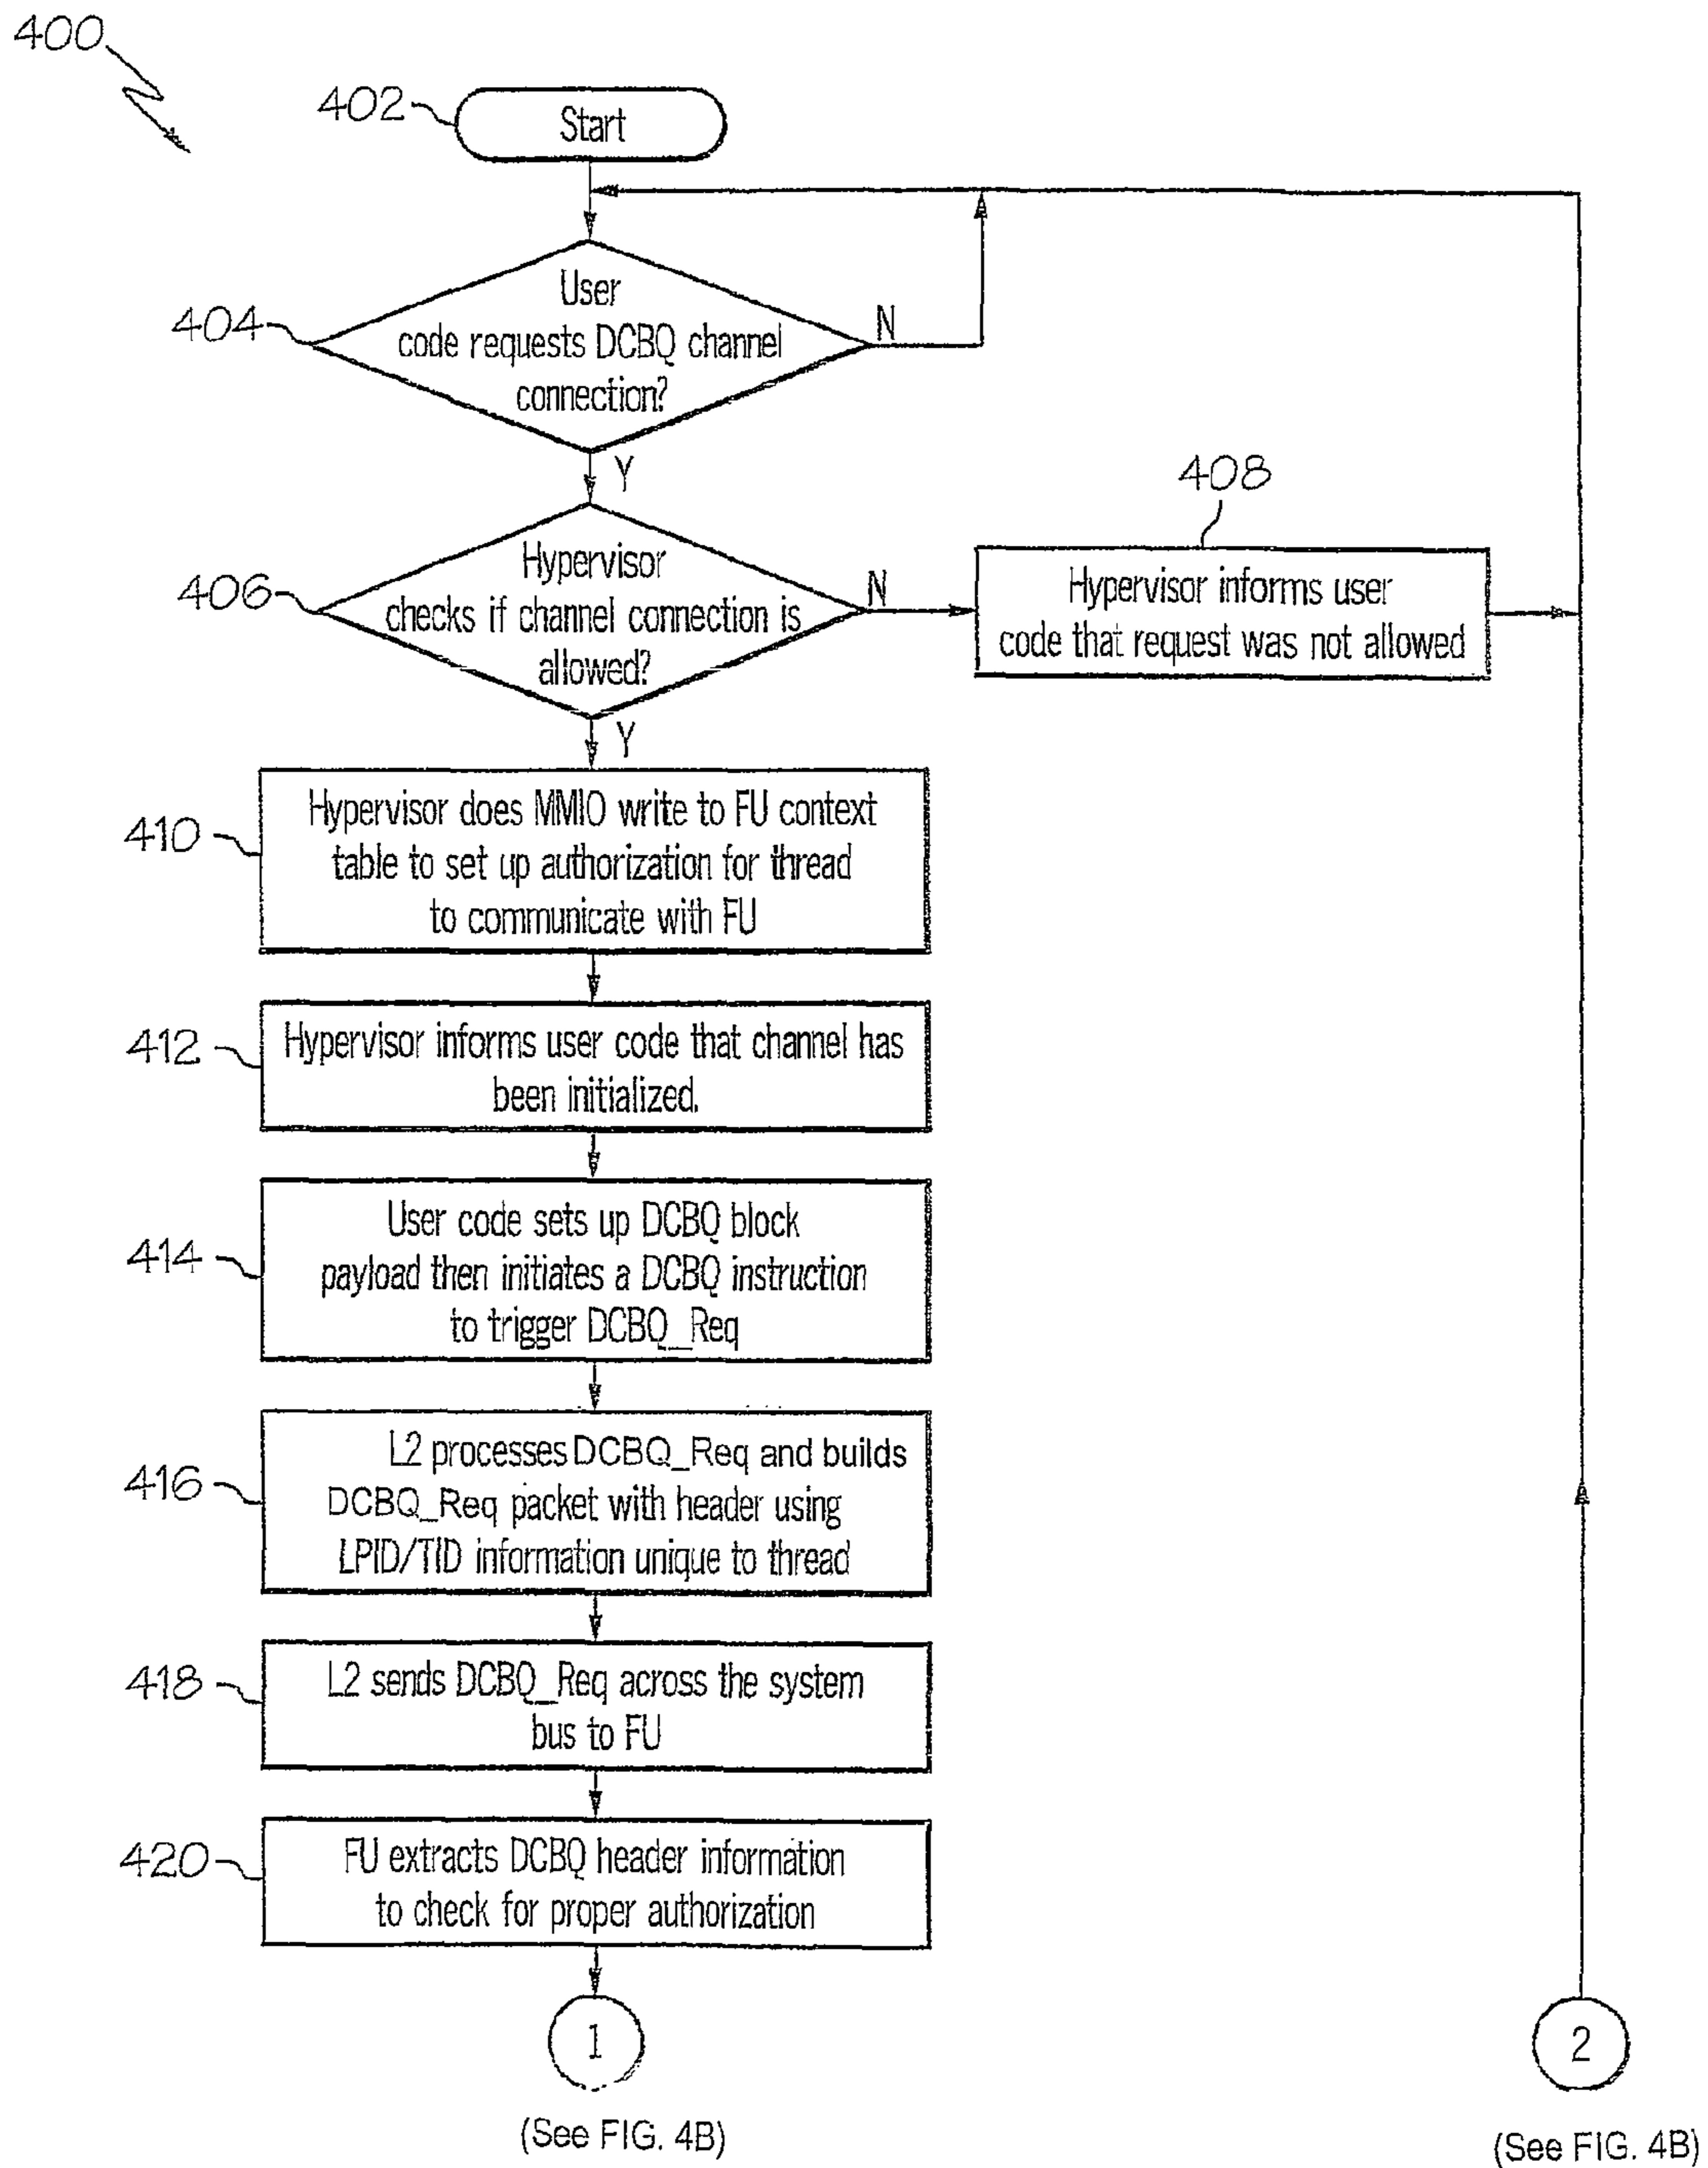 400
402
Start
404
User
code requests DCBQ channel
connection?
N
Y
408
406
Hypervisor
checks if channel connection is
allowed?
N
Hypervisor informs user
code that request was not allowed
Y
410
Hypervisor does MMIO write to FU context
table to set up authorization for thread
to communicate with FU
412
Hypervisor informs user code that channel has
been initialized.
414
User code sets up DCBQ block
payload then initiates a DCBQ instruction
to trigger DCBQ_Req
416
L2 processes DCBQ_Req and builds
DCBQ_Req packet with header using
LPID/TID information unique to thread
418
L2 sends DCBQ_Req across the system
bus to FU
420
FU extracts DCBQ header information
to check for proper authorization
1
2
(See FIG. 4B)
(See FIG. 4B)